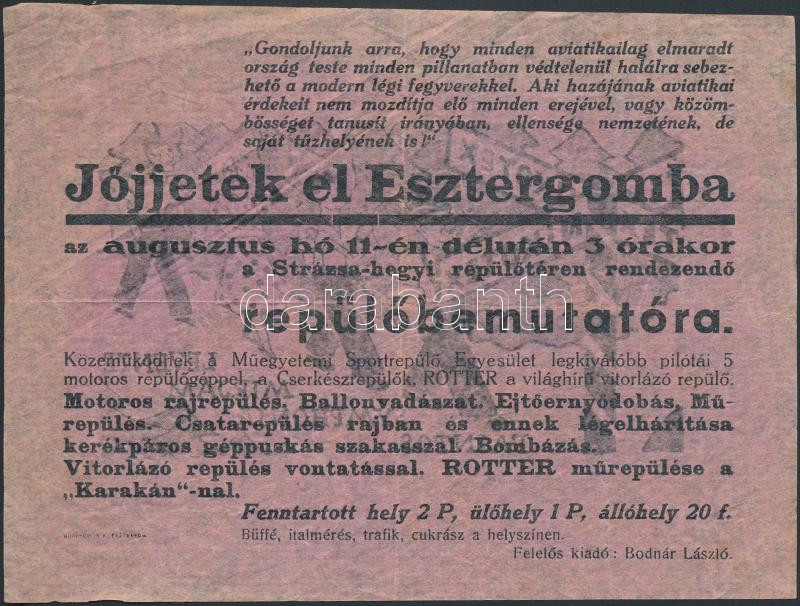 „Gondoljunk arra, hogy minden aviatikailag elmaradt
ország teste minden pillanatban védtelenül halálra sebez-
hető a modern légi fegyverekkel. Aki hazájának aviatikai
érdekeit nem mozdítja elő minden erejével, vagy közöm-
bösséget tanusít irányában, ellensége nemzetének, de
saját tűzhelyének is!"
Jőjjetek el Esztergomba
az augusztus hó 11-én délután 3 órakor
a Strázsa-hegyi repülőtéren rendezendő
darabanth
repülőbemutatóra.
Közeműködnek a Műegyetemi Sportrepülő Egyesület legkiválóbb pilótái 5
motoros repülőgéppel, a Cserkészrepülők, ROTTER a világhírű vitorlázó repülő.
Motoros rajrepülés. Ballonvadászat. Ejtőernyődobás, Mű-
repülés. Csatarepülés rajban és ennek légelhárítása
kerékpáros géppuskás szakasszal. Bombázás.
Vitorlázó repülés vontatással. ROTTER műrepülése a
„Karakán"-nal.
Fenntartott hely 2 P, ülőhely 1 P, állóhely 20 f.
Büffé, italmérés, trafik, cukrász a helyszínen.
Felelős kiadó: Bodnár László.